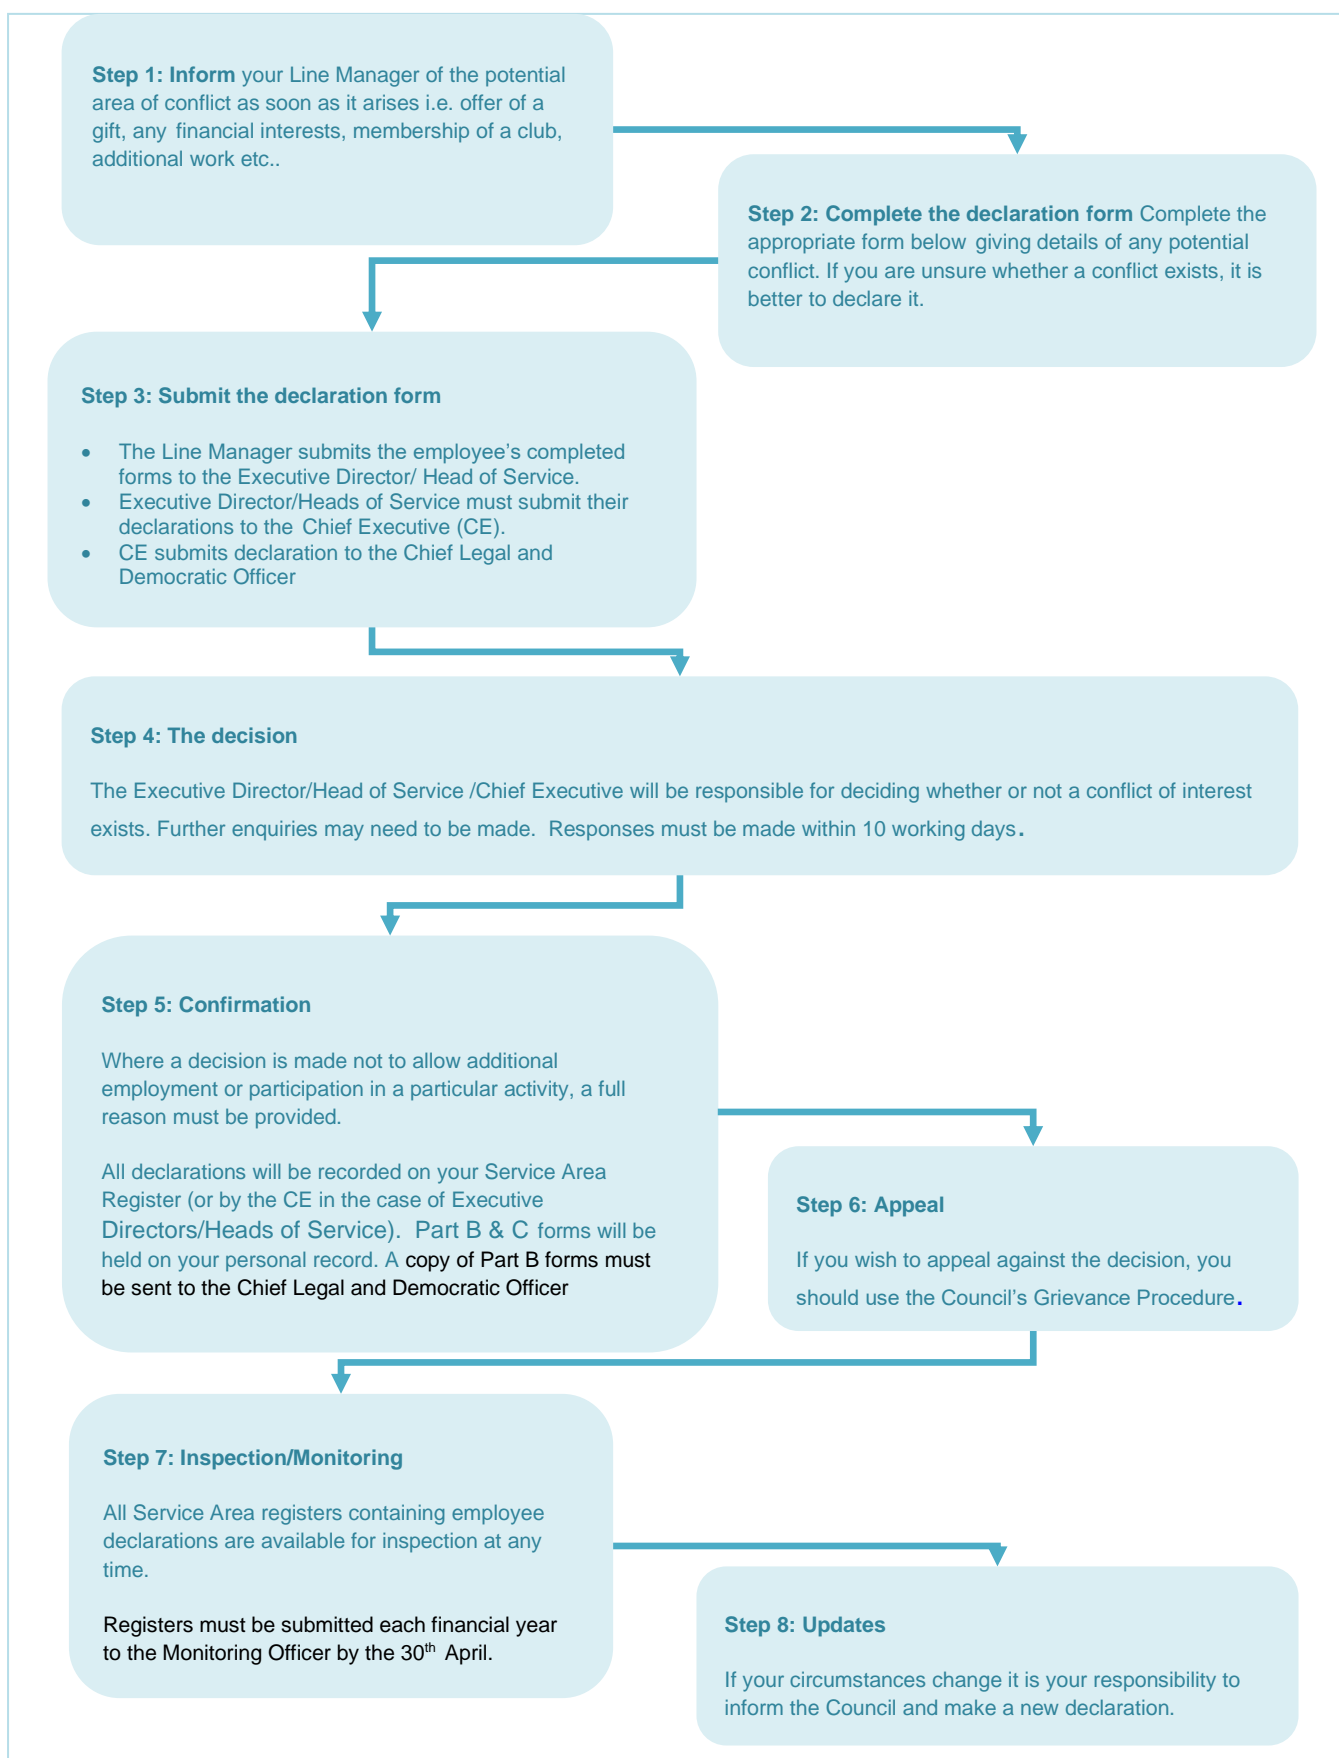 Step 1: Inform your Line Manager of the potential
area of conflict as soon as it arises i.e. offer of a
gift, any financial interests, membership of a club,
additional work etc..
Step 2: Complete the declaration form Complete the
appropriate form below giving details of any potential
conflict. If you are unsure whether a conflict exists, it is
better to declare it.
Step 3: Submit the declaration form
• The Line Manager submits the employee’s completed
forms to the Executive Director/ Head of Service.
• Executive Director/Heads of Service must submit their
declarations to the Chief Executive (CE).
• CE submits declaration to the Chief Legal and
Democratic Officer
Step 4: The decision
The Executive Director/Head of Service /Chief Executive will be responsible for deciding whether or not a conflict of interest
exists. Further enquiries may need to be made. Responses must be made within 10 working days.
Step 5: Confirmation
Where a decision is made not to allow additional
employment or participation in a particular activity, a full
reason must be provided.
All declarations will be recorded on your Service Area
Register (or by the CE in the case of Executive
Directors/Heads of Service). Part B & C forms will be
held on your personal record. A copy of Part B forms must
be sent to the Chief Legal and Democratic Officer
Step 6: Appeal
If you wish to appeal against the decision, you
should use the Council’s Grievance Procedure.
Step 7: Inspection/Monitoring
All Service Area registers containing employee
declarations are available for inspection at any
time.
Registers must be submitted each financial year
to the Monitoring Officer by the 30th April.
Step 8: Updates
If your circumstances change it is your responsibility to
inform the Council and make a new declaration.